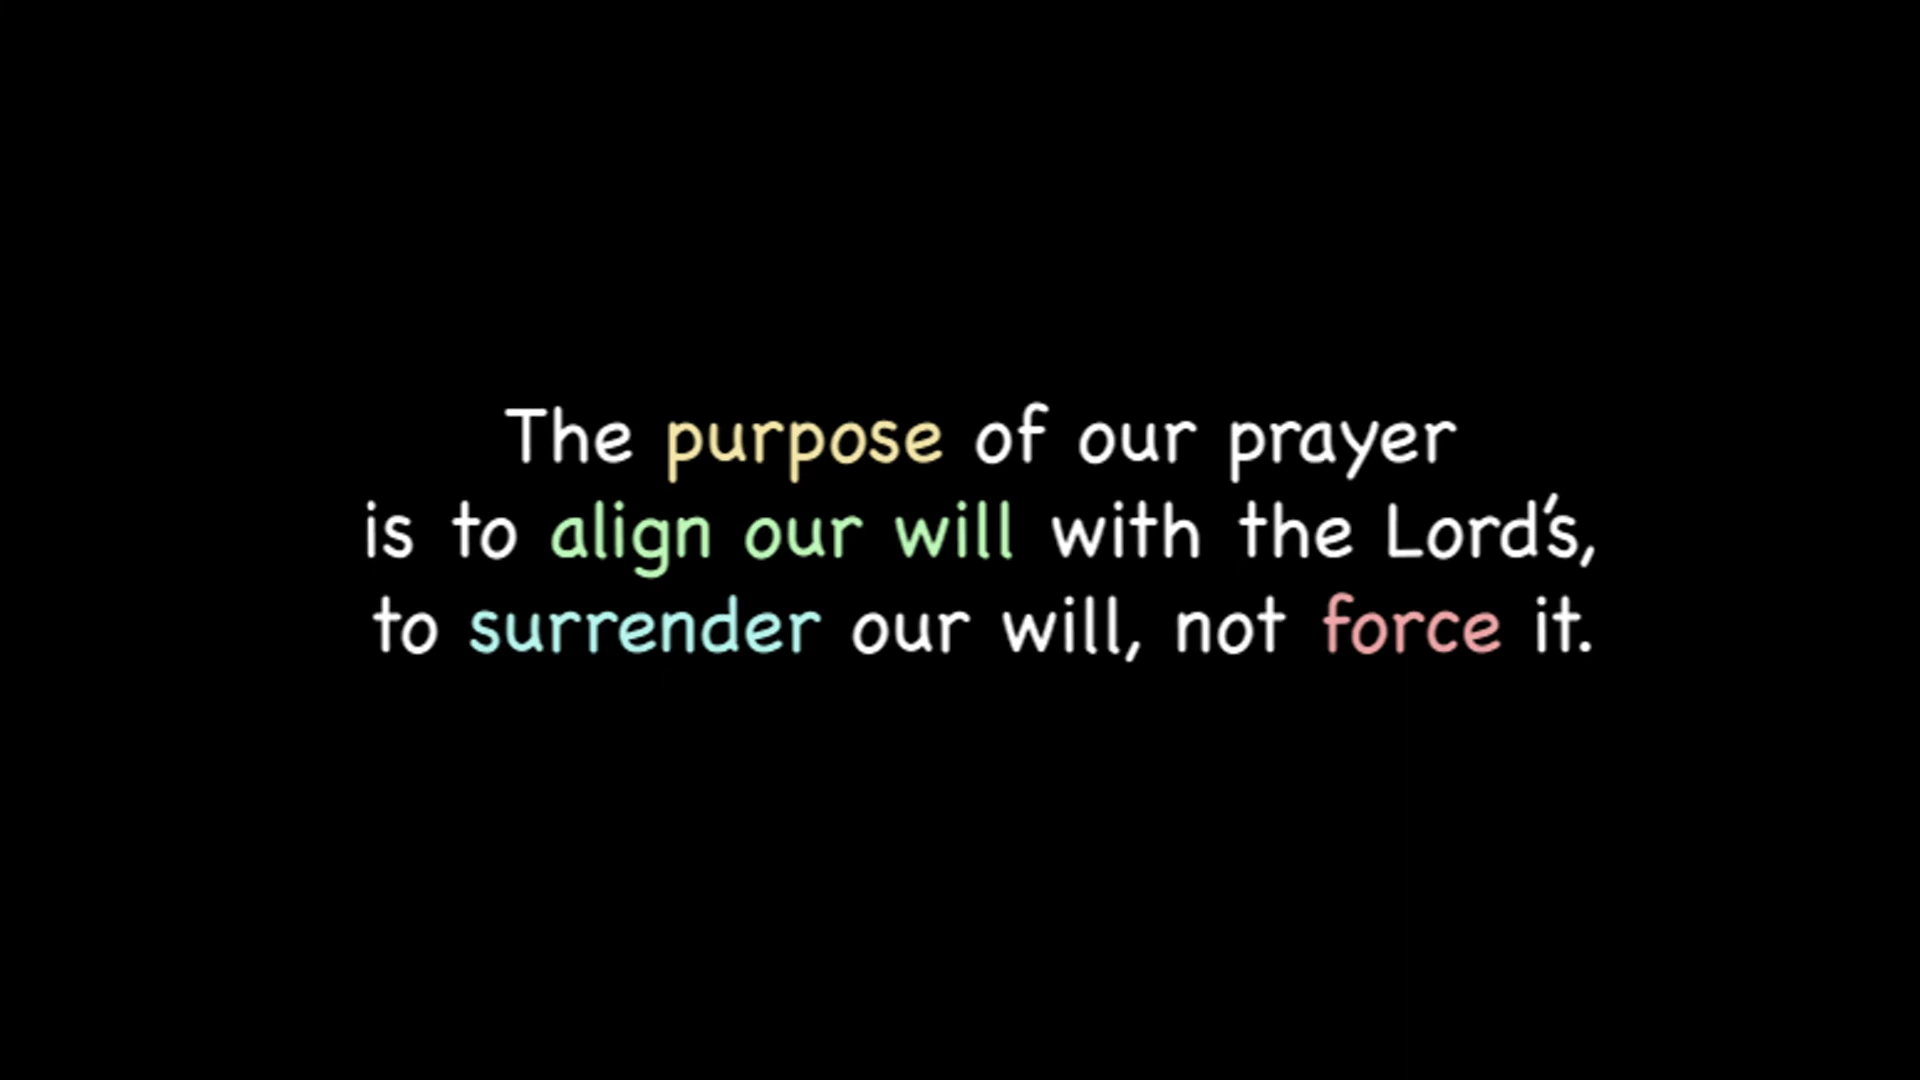 The purpose of our prayer
is to align our will with the Lord's,
to surrender our will, not force it.